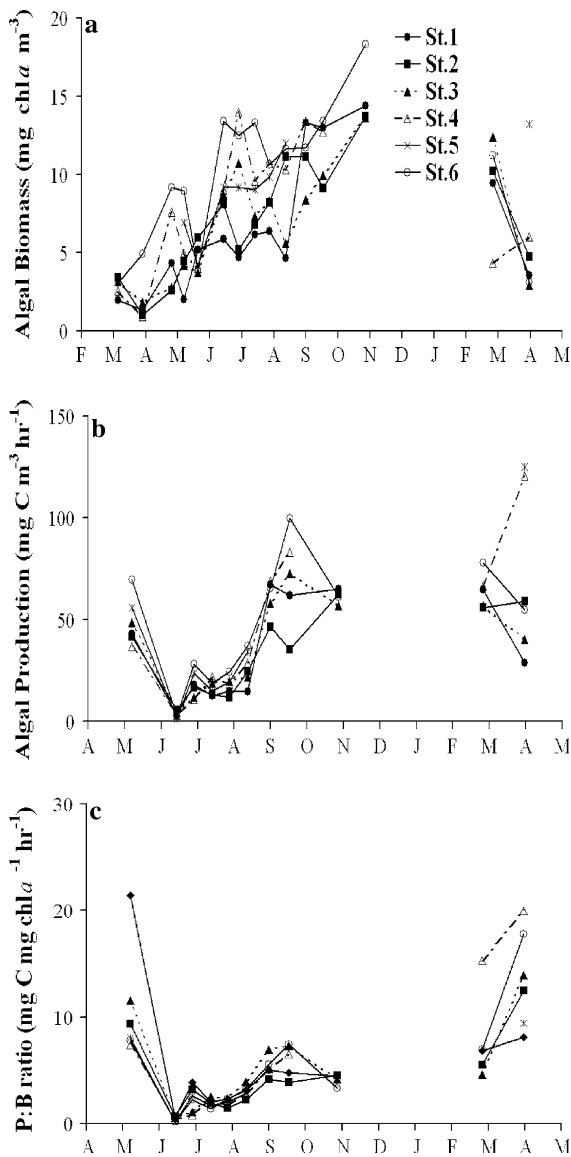 a
Algal Biomass (mg chl a m-3)
20
15
10
5
0
St.1
St.2
St.3
St.4
St.5
St.6
F M A M J J A S O N D J F M A M
b
Algal Production (mg C m-3 hr-1)
150
100
50
0
A M J J A S O N D J F M A M
c
P:B ratio (mg C mg chl a -1 hr-1)
30
20
10
0
A M J J A S O N D J F M A M